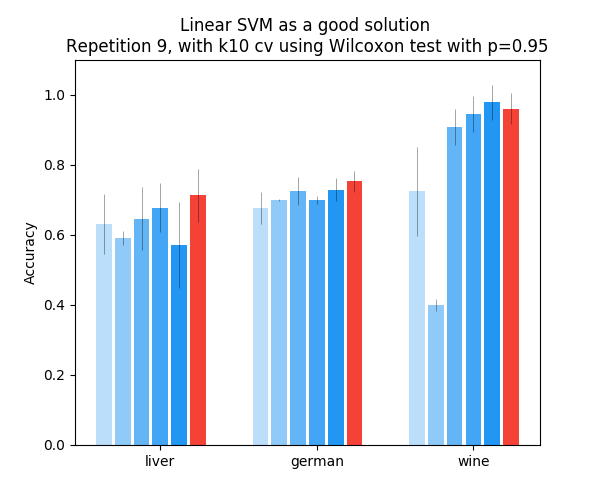 Linear SVM as a good solution
Repetition 9, with k10 cv using Wilcoxon test with p=0.95
Accuracy
1.0
0.8
0.6
0.4
0.2
0.0
liver german wine